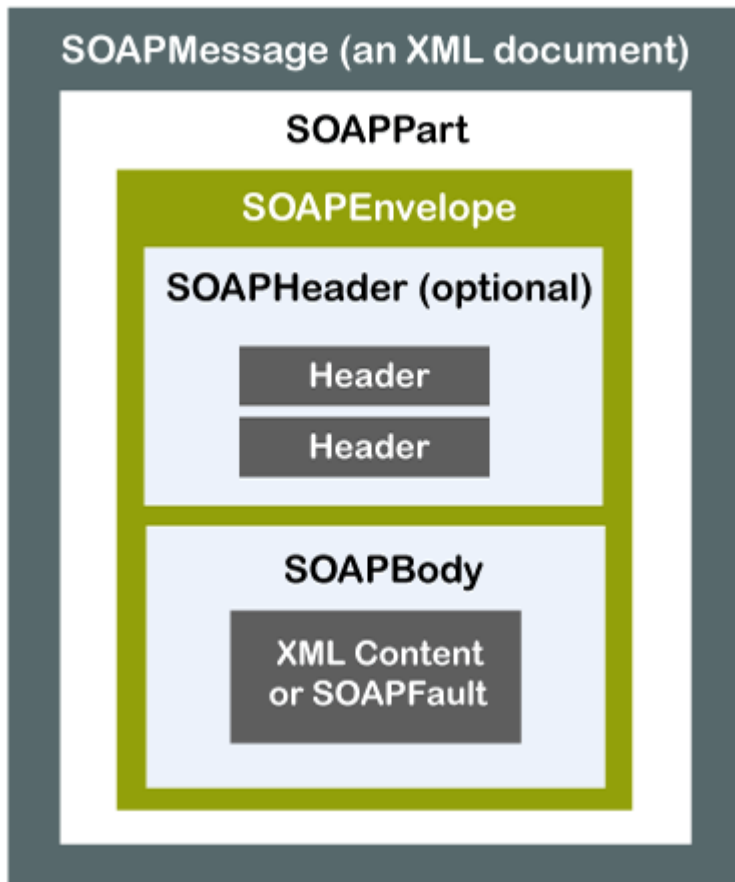 SOAPMessage (an XML document)
SOAPPart
SOAPEnvelope
SOAPHeader (optional)
Header
Header
SOAPBody
XML Content
or SOAPFault